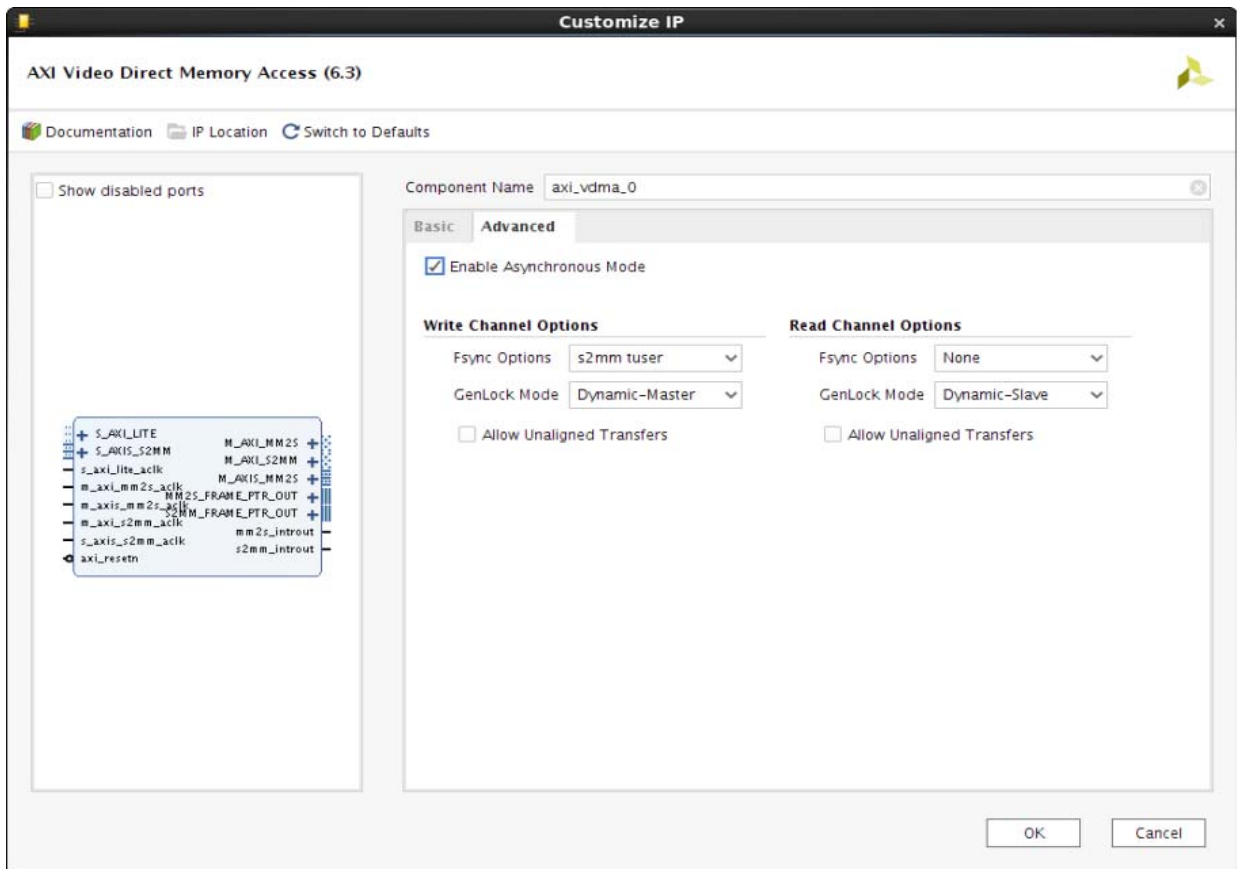 Customize IP
AXI Video Direct Memory Access (6.3)
Documentation IP Location Switch to Defaults
Show disabled ports
S_AXI_LITE
S_AXIS_S2MM
s_axi_lite_aclk
m_axi_mm2s_aclk
m_axis_mm2s_aclk
m_axi_s2mm_aclk
s_axis_s2mm_aclk
axi_resetn
M_AXI_MM2S
M_AXI_S2MM
M_AXIS_MM2S
MM2S_FRAME_PTR_OUT
S2MM_FRAME_PTR_OUT
mm2s_introut
s2mm_introut
Component Name axi_vdma_0
Basic Advanced
Enable Asynchronous Mode
Write Channel Options
Fsync Options s2mm tuser
GenLock Mode Dynamic-Master
Allow Unaligned Transfers
Read Channel Options
Fsync Options None
GenLock Mode Dynamic-Slave
Allow Unaligned Transfers
OK Cancel